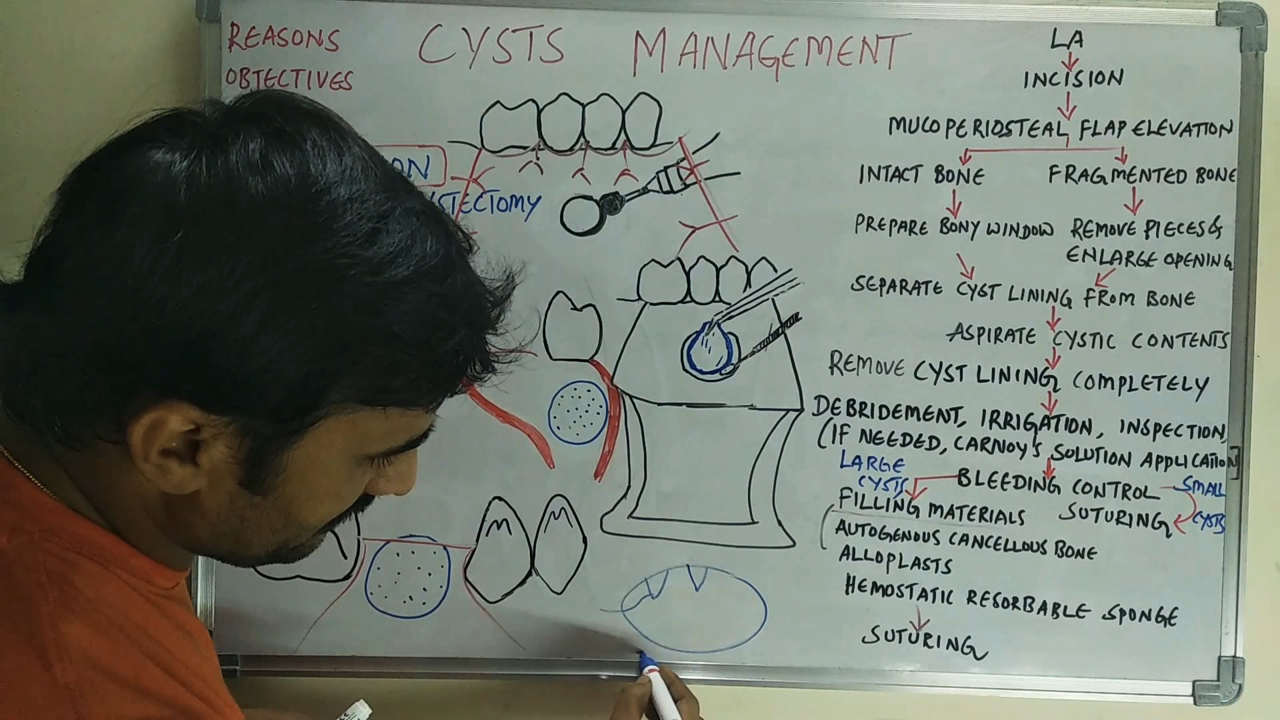 REASONS
OBJECTIVES
CYSTS MANAGEMENT
LA
INCISION
MUCOPERIOSTEAL FLAP ELEVATION
INTACT BONE
FRAGMENTED BONE
PREPARE BONY WINDOW
REMOVE PIECES &
ENLARGE OPENING
SEPARATE CYST LINING FROM BONE
ASPIRATE CYSTIC CONTENTS
REMOVE CYST LINING COMPLETELY
DEBRIDEMENT, IRRIGATION, INSPECTION,
(IF NEEDED, CARNOY'S SOLUTION APPLICATION)
BLEEDING CONTROL
LARGE
CYSTS
SMALL
CYSTS
FILLING MATERIALS
SUTURING
AUTOGENOUS CANCELLOUS BONE
ALLOPLASTS
HEMOSTATIC RESORBABLE SPONGE
SUTURING